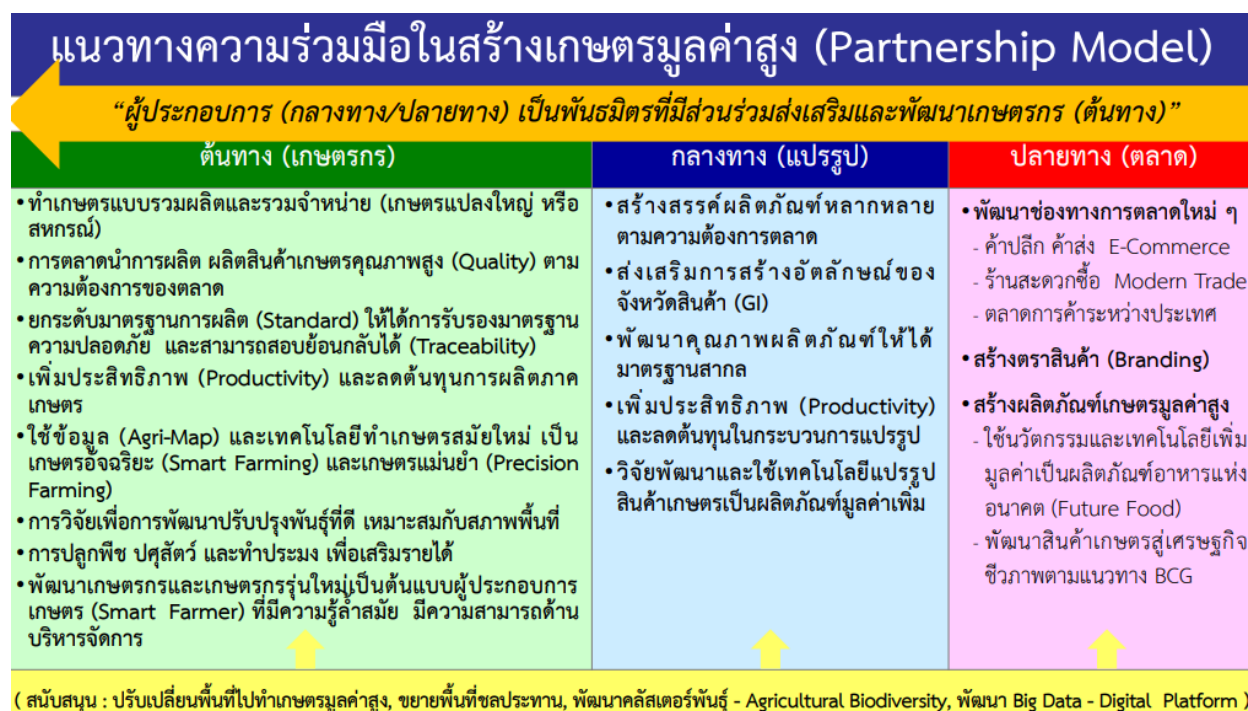 แนวทางความร่วมมือในสร้างเกษตรมูลค่าสูง (Partnership Model)
“ผู้ประกอบการ (กลางทาง/ปลายทาง) เป็นพันธมิตรที่มีส่วนร่วมส่งเสริมและพัฒนาเกษตรกร (ต้นทาง)”
ต้นทาง (เกษตรกร)
• ทำเกษตรแบบรวมผลิตและรวมจำหน่าย (เกษตรแปลงใหญ่ หรือ
สหกรณ์)
• การตลาดนำการผลิต ผลิตสินค้าเกษตรคุณภาพสูง (Quality) ตาม
ความต้องการของตลาด
• ยกระดับมาตรฐานการผลิต (Standard) ให้ได้การรับรองมาตรฐาน
ความปลอดภัย และสามารถสอบย้อนกลับได้ (Traceability)
• เพิ่มประสิทธิภาพ (Productivity) และลดต้นทุนการผลิตภาค
เกษตร
• ใช้ข้อมูล (Agri-Map) และเทคโนโลยีทำเกษตรสมัยใหม่ เป็น
เกษตรอัจฉริยะ (Smart Farming) และเกษตรแม่นยำ (Precision
Farming)
• การวิจัยเพื่อการพัฒนาปรับปรุงพันธุ์ที่ดี เหมาะสมกับสภาพพื้นที่
• การปลูกพืช ปศุสัตว์ และทำประมง เพื่อเสริมรายได้
• พัฒนาเกษตรกรและเกษตรกรรุ่นใหม่เป็นต้นแบบผู้ประกอบการ
เกษตร (Smart Farmer) ที่มีความรู้ล้ำสมัย มีความสามารถด้าน
บริหารจัดการ
กลางทาง (แปรรูป)
• สร้างสรรค์ผลิตภัณฑ์หลากหลาย
ตามความต้องการตลาด
• ส่งเสริมการสร้างอัตลักษณ์ของ
จังหวัดสินค้า (GI)
• พัฒนาคุณภาพผลิตภัณฑ์ให้ได้
มาตรฐานสากล
• เพิ่มประสิทธิภาพ (Productivity)
และลดต้นทุนในกระบวนการแปรรูป
• วิจัยพัฒนาและใช้เทคโนโลยีแปรรูป
สินค้าเกษตรเป็นผลิตภัณฑ์มูลค่าเพิ่ม
ปลายทาง (ตลาด)
• พัฒนาช่องทางการตลาดใหม่ ๆ
- ค้าปลีก ค้าส่ง E-Commerce
- ร้านสะดวกซื้อ Modern Trade
- ตลาดการค้าระหว่างประเทศ
• สร้างตราสินค้า (Branding)
• สร้างผลิตภัณฑ์เกษตรมูลค่าสูง
- ใช้นวัตกรรมและเทคโนโลยีเพิ่ม
มูลค่าเป็นผลิตภัณฑ์อาหารแห่ง
อนาคต (Future Food)
- พัฒนาสินค้าเกษตรสู่เศรษฐกิจ
ชีวภาพตามแนวทาง BCG
( สนับสนุน : ปรับเปลี่ยนพื้นที่ไปทำเกษตรมูลค่าสูง, ขยายพื้นที่ชลประทาน, พัฒนาคลัสเตอร์พันธุ์ - Agricultural Biodiversity, พัฒนา Big Data - Digital Platform )